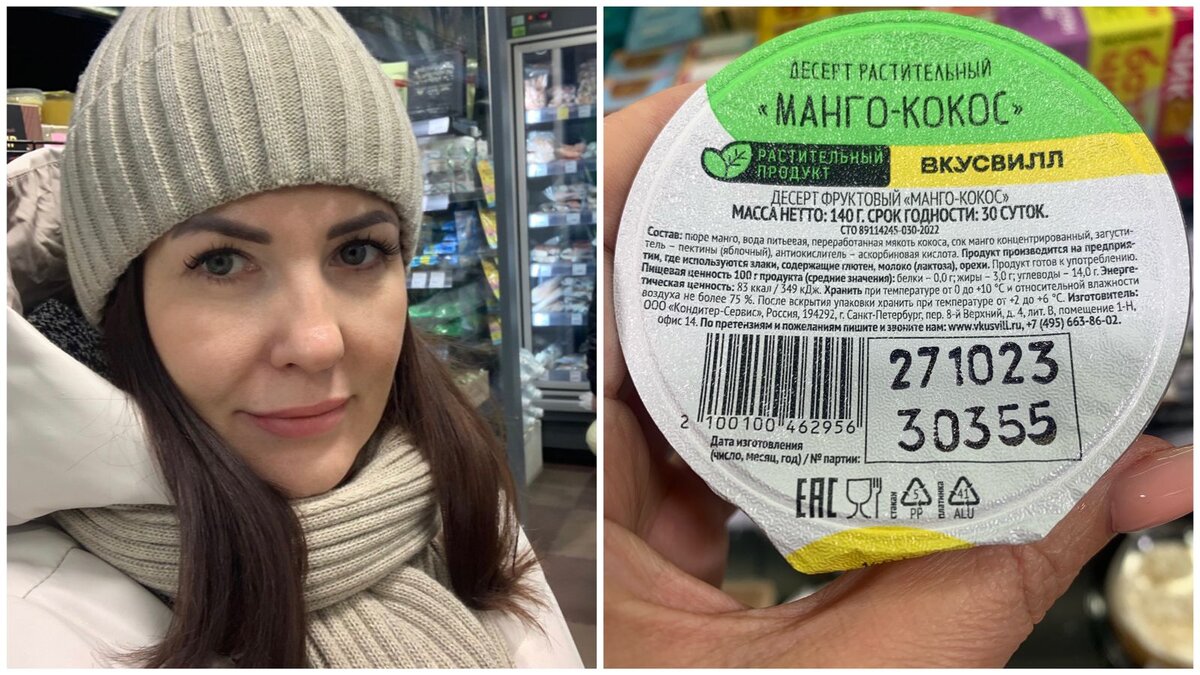 ДЕСЕРТ РАСТИТЕЛЬНЫЙ
«МАНГО-КОКОС»
РАСТИТЕЛЬНЫЙ
ПРОДУКТ
ВКУСВИЛЛ
ДЕСЕРТ ФРУКТОВЫЙ «МАНГО-КОКОС»
МАССА НЕТТО: 140 Г. СРОК ГОДНОСТИ: 30 СУТОК.
СТО 89114245-030-2022
Состав: пюре манго, вода питьевая, переработанная мякоть кокоса, сок манго концентрированный, загусти-
тель – пектины (яблочный), антиокислитель – аскорбиновая кислота. Продукт производится на предприя-
тии, где используются злаки, содержащие глютен, молоко (лактоза), орехи. Продукт готов к употреблению.
Пищевая ценность 100 г продукта (средние значения): белки – 0,0 г; жиры – 3,0 г; углеводы – 14,0 г. Энерге-
тическая ценность: 83 ккал / 349 кДж. Хранить при температуре от 0 до +10 °С и относительной влажности
воздуха не более 75 %. После вскрытия упаковки хранить при температуре от +2 до +6 °С. Изготовитель:
ООО «Кондитер-Сервис», Россия, 194292, г. Санкт-Петербург, пер. 8-й Верхний, д. 4, лит. В, помещение 1-Н,
офис 14. По претензиям и пожеланиям пишите и звоните нам: www.vkusvill.ru, +7 (495) 663-86-02.
271023
30355
2 100100 462956
Дата изготовления
(число, месяц, год) / № партии:
ЕАС
стакан
5
PP
платинка
41
ALU